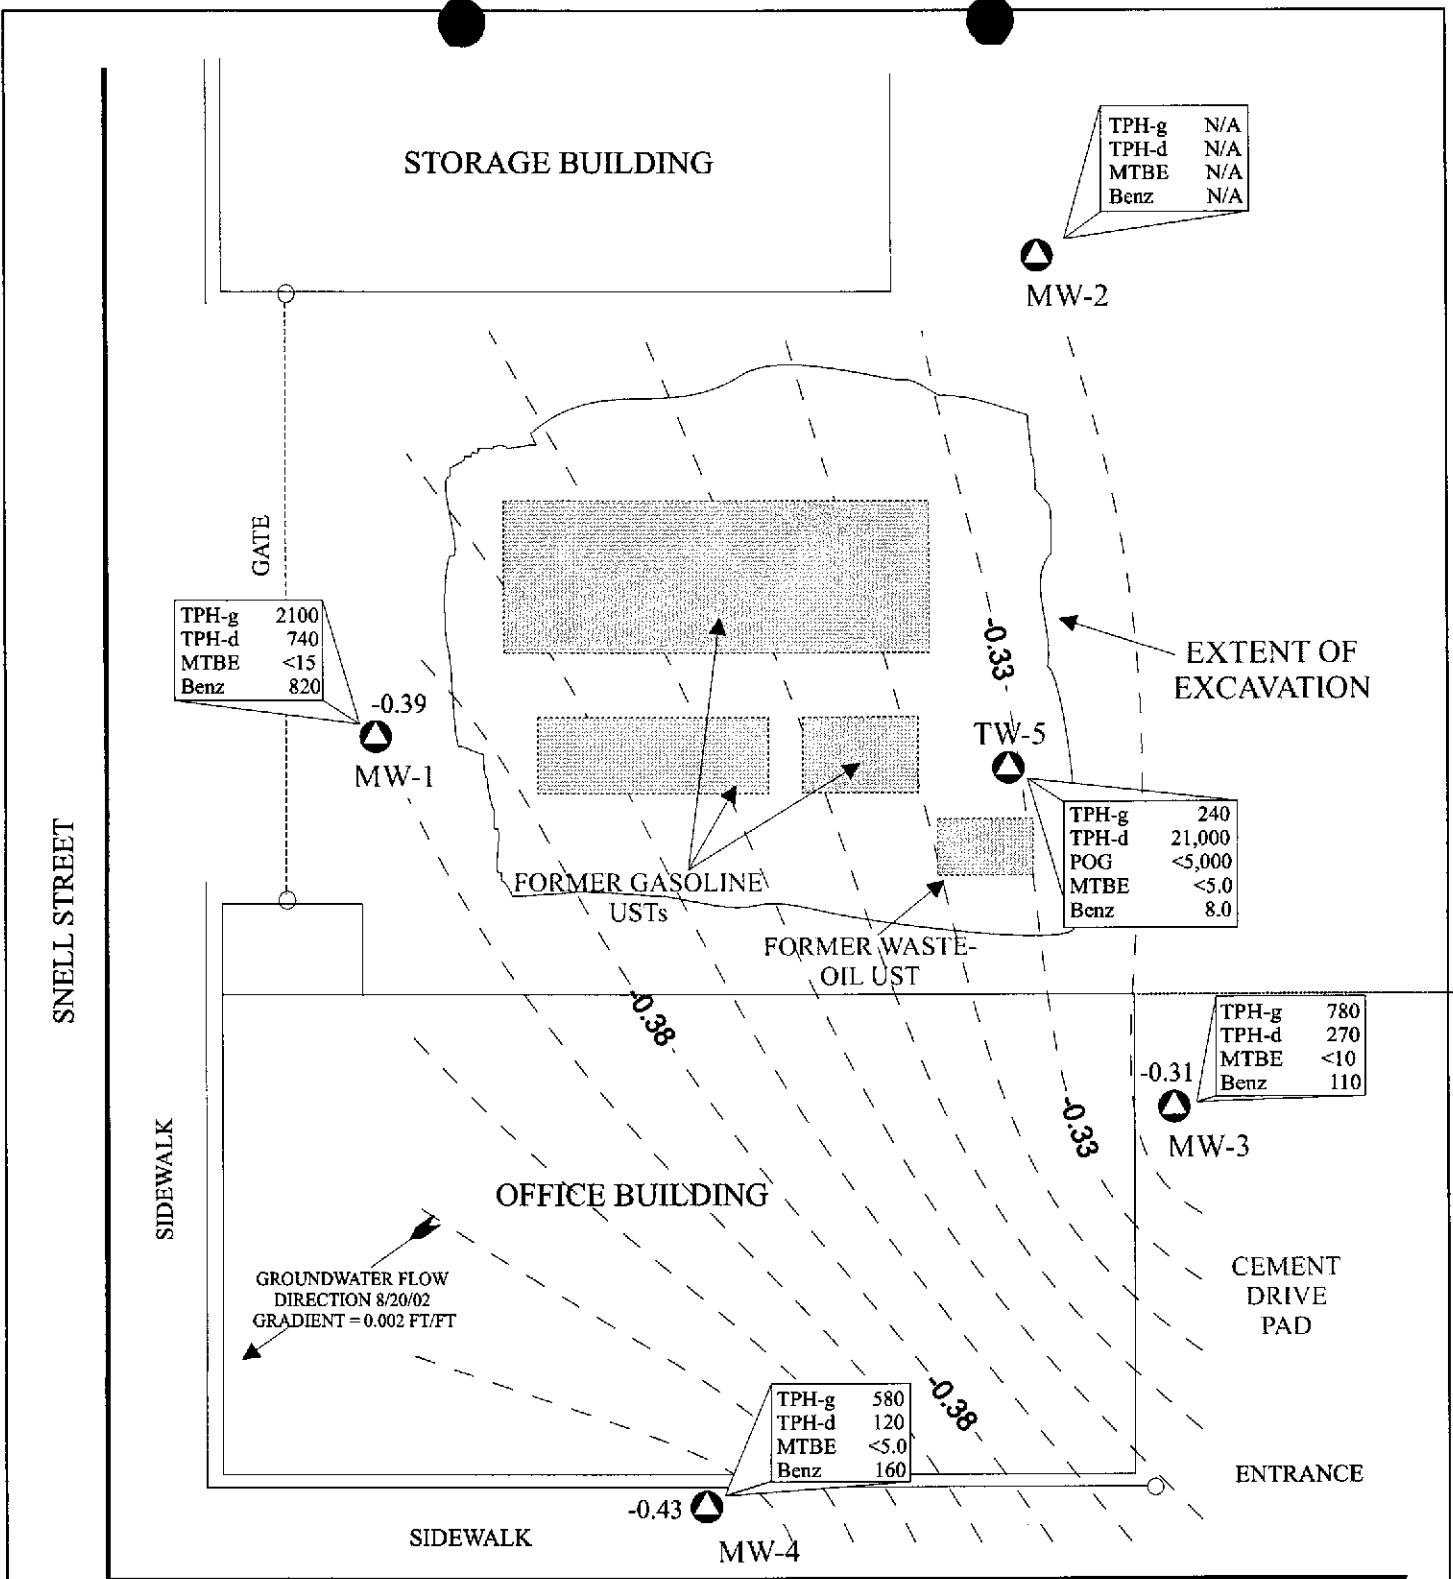 STORAGE BUILDING
TPH-g N/A
TPH-d N/A
MTBE N/A
Benz N/A
MW-2
GATE
TPH-g 2100
TPH-d 740
MTBE <15
Benz 820
-0.39
MW-1
-0.33
EXTENT OF
EXCAVATION
TW-5
TPH-g 240
TPH-d 21,000
POG <5,000
MTBE <5.0
Benz 8.0
FORMER GASOLINE
USTs
FORMER WASTE-
OIL UST
SNELL STREET
-0.38
TPH-g 780
TPH-d 270
MTBE <10
Benz 110
-0.31
MW-3
-0.33
SIDEWALK
OFFICE BUILDING
GROUNDWATER FLOW
DIRECTION 8/20/02
GRADIENT = 0.002 FT/FT
CEMENT
DRIVE
PAD
-0.38
TPH-g 580
TPH-d 120
MTBE <5.0
Benz 160
ENTRANCE
-0.43
SIDEWALK
MW-4